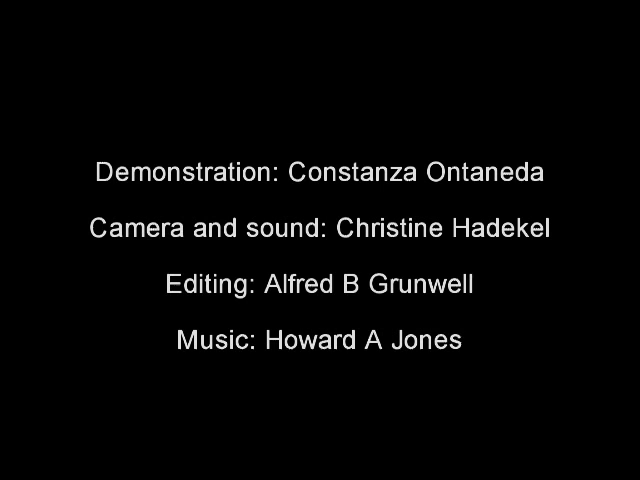 Demonstration: Constanza Ontaneda
Camera and sound: Christine Hadekel
Editing: Alfred B Grunwell
Music: Howard A Jones